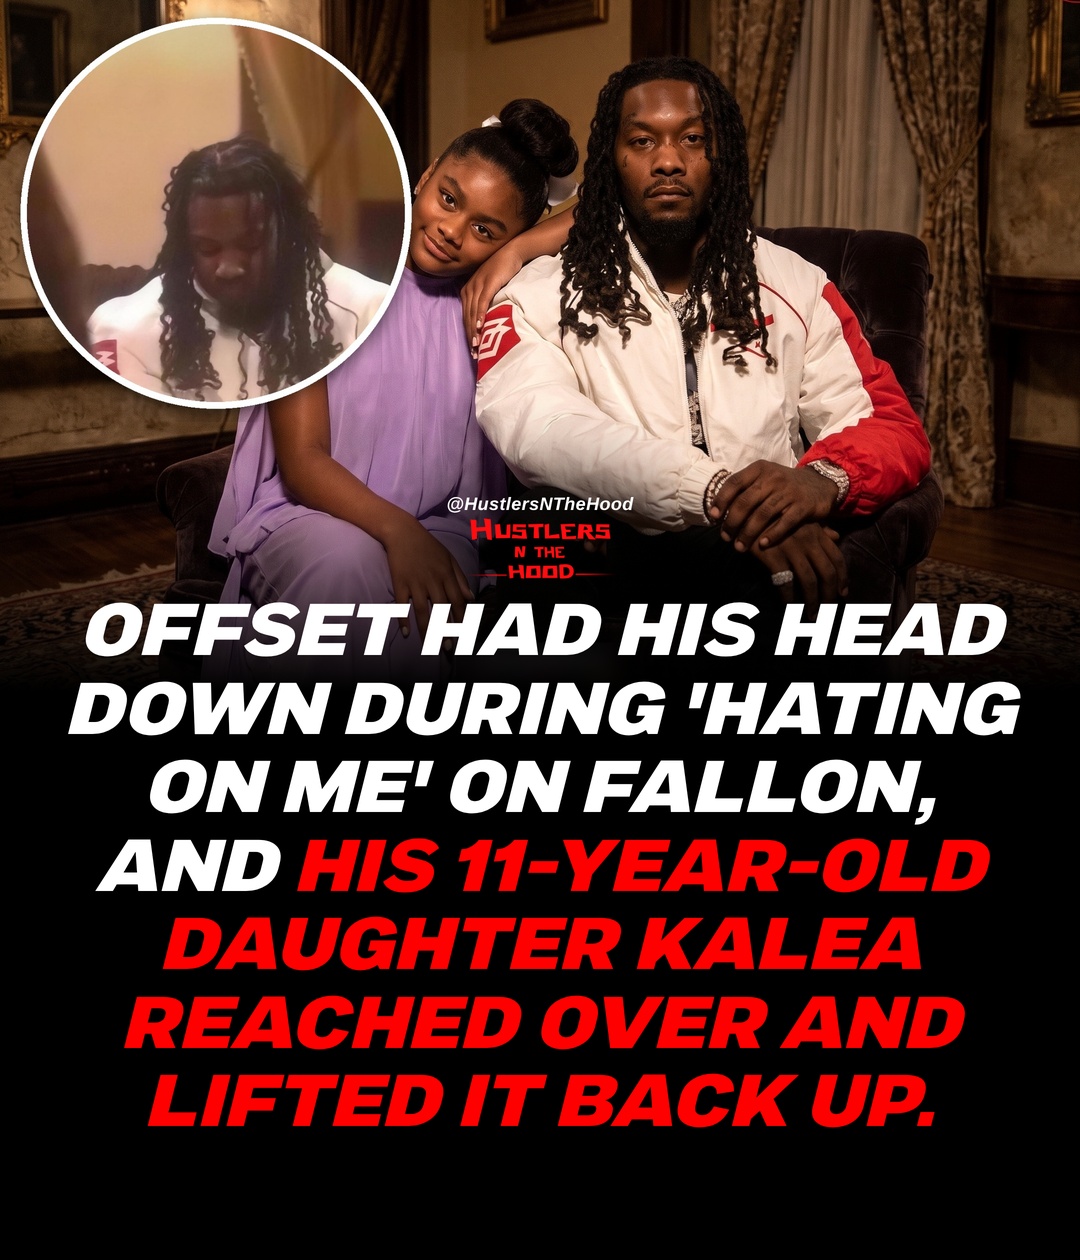 @HustlersNTheHood
HUSTLERS
N THE
HOOD
OFFSET HAD HIS HEAD
DOWN DURING 'HATING
ON ME' ON FALLON,
AND HIS 11-YEAR-OLD
DAUGHTER KALEA
REACHED OVER AND
LIFTED IT BACK UP.